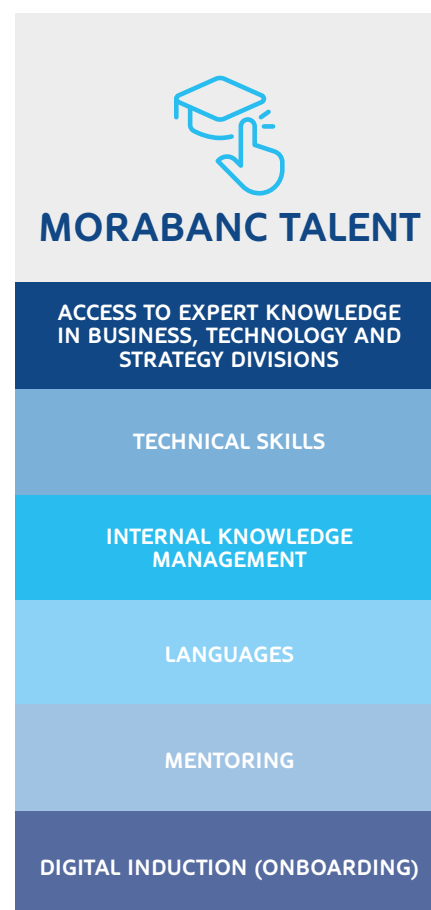 MORABANC TALENT
ACCESS TO EXPERT KNOWLEDGE
IN BUSINESS, TECHNOLOGY AND
STRATEGY DIVISIONS
TECHNICAL SKILLS
INTERNAL KNOWLEDGE
MANAGEMENT
LANGUAGES
MENTORING
DIGITAL INDUCTION (ONBOARDING)